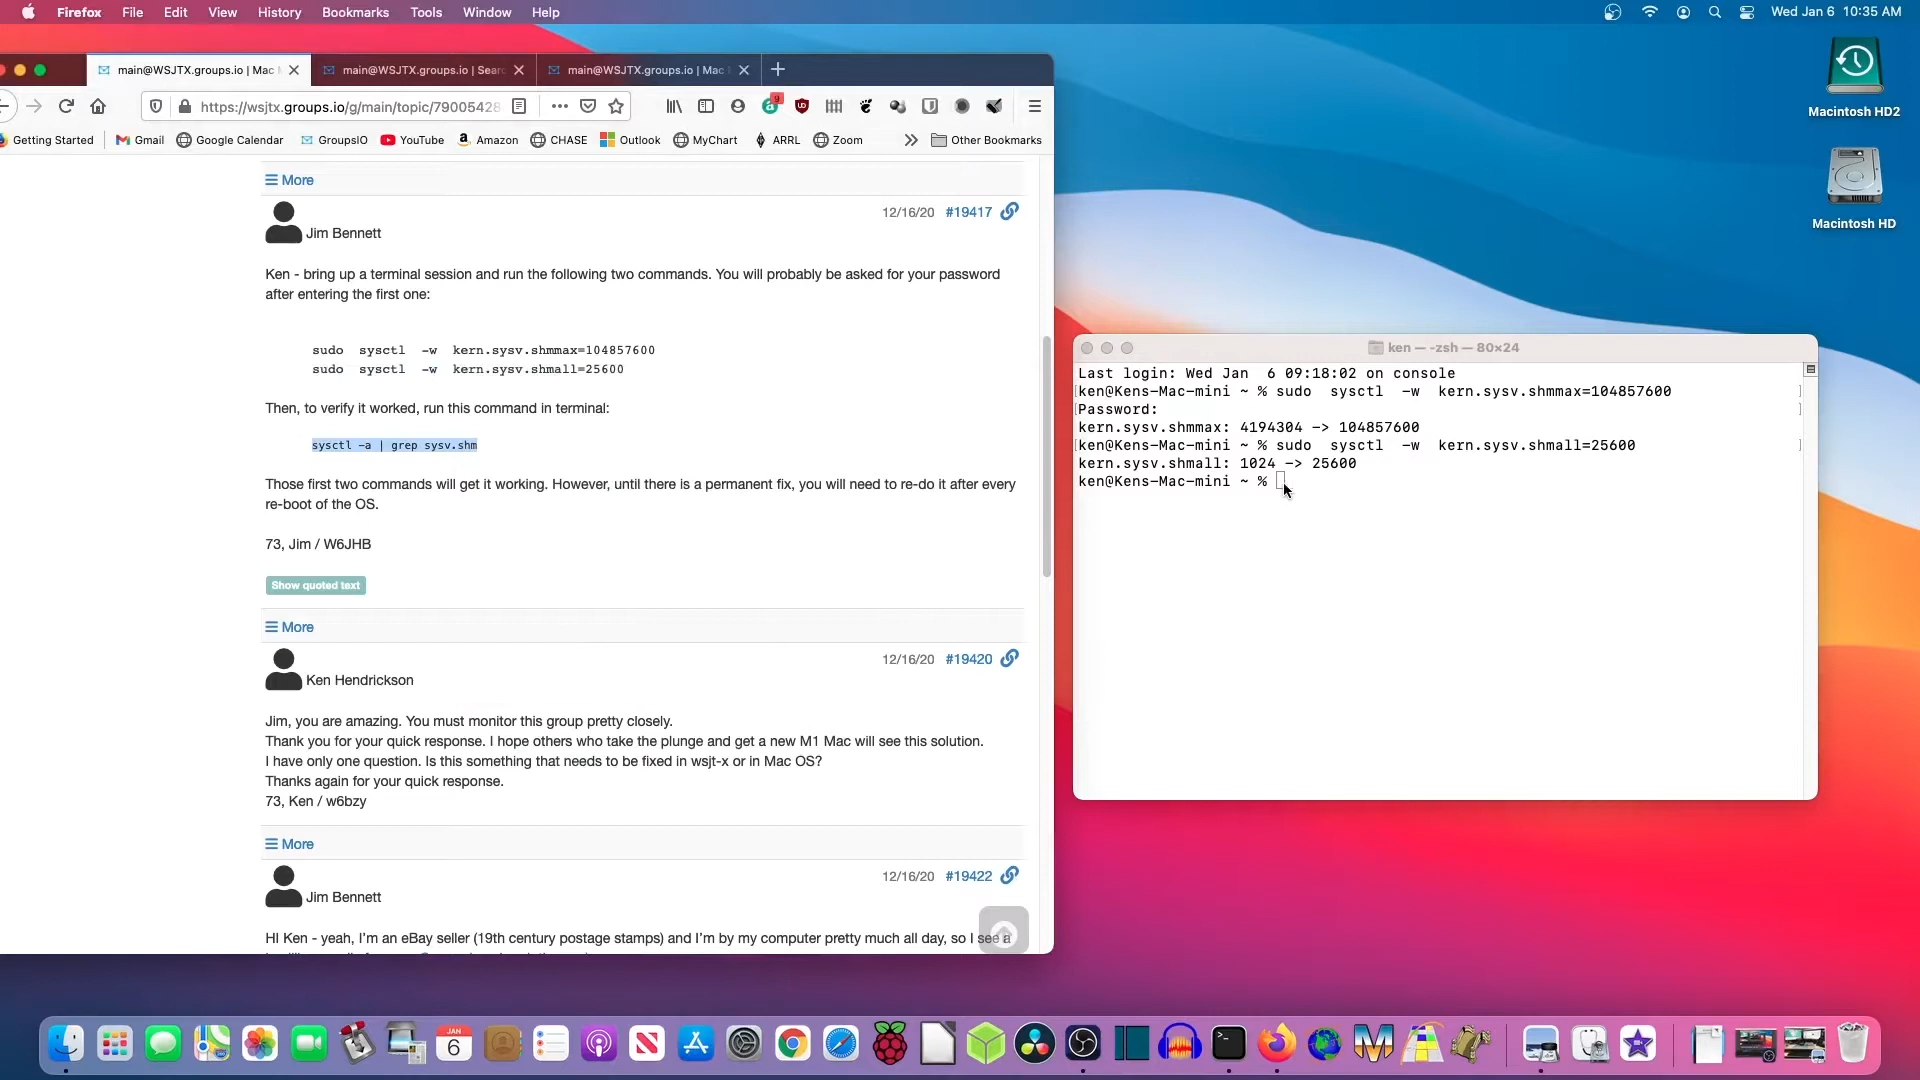 Firefox File Edit View History Bookmarks Tools Window Help
Wed Jan 6 10:35 AM
main@WSJTX.groups.io | Mac
main@WSJTX.groups.io | Sear
main@WSJTX.groups.io | Mac
https://wsjtx.groups.io/g/main/topic/79005428
9
Getting Started Gmail Google Calendar GroupsIO YouTube Amazon CHASE Outlook MyChart ARRL Zoom Other Bookmarks
Macintosh HD2
Macintosh HD
More
12/16/20 #19417
Jim Bennett
Ken - bring up a terminal session and run the following two commands. You will probably be asked for your password
after entering the first one:
sudo sysctl -w kern.sysv.shmmax=104857600
sudo sysctl -w kern.sysv.shmall=25600
Then, to verify it worked, run this command in terminal:
sysctl -a | grep sysv.shm
Those first two commands will get it working. However, until there is a permanent fix, you will need to re-do it after every
re-boot of the OS.
73, Jim / W6JHB
Show quoted text
More
12/16/20 #19420
Ken Hendrickson
Jim, you are amazing. You must monitor this group pretty closely.
Thank you for your quick response. I hope others who take the plunge and get a new M1 Mac will see this solution.
I have only one question. Is this something that needs to be fixed in wsjt-x or in Mac OS?
Thanks again for your quick response.
73, Ken / w6bzy
More
12/16/20 #19422
Jim Bennett
HI Ken - yeah, I'm an eBay seller (19th century postage stamps) and I'm by my computer pretty much all day, so I see a
ken — -zsh — 80×24
Last login: Wed Jan  6 09:18:02 on console
[ken@Kens-Mac-mini ~ % sudo  sysctl  -w  kern.sysv.shmmax=104857600 ]
[Password: ]
kern.sysv.shmmax: 4194304 -> 104857600
[ken@Kens-Mac-mini ~ % sudo  sysctl  -w  kern.sysv.shmall=25600 ]
kern.sysv.shmall: 1024 -> 25600
ken@Kens-Mac-mini ~ %
JAN
6